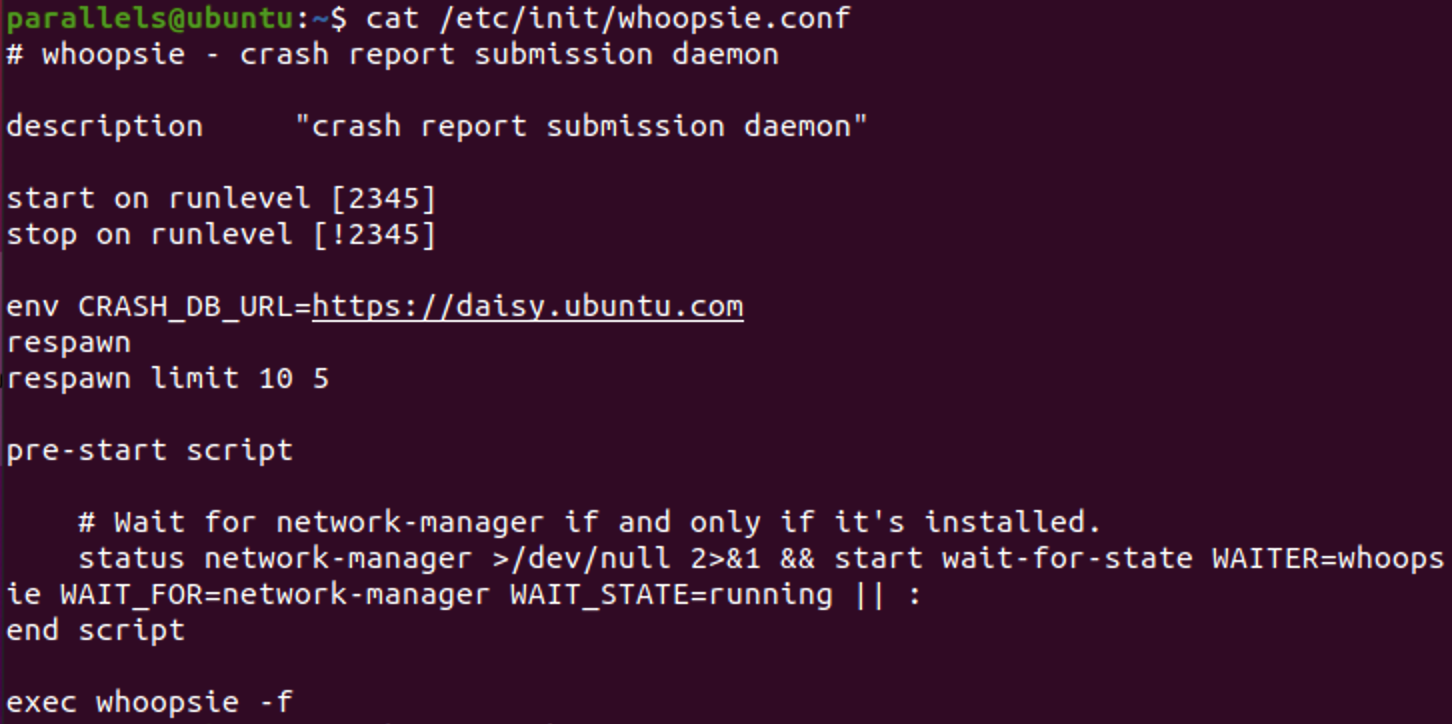 parallels@ubuntu:~$ cat /etc/init/whoopsie.conf
# whoopsie - crash report submission daemon
description     "crash report submission daemon"
start on runlevel [2345]
stop on runlevel [!2345]
env CRASH_DB_URL=https://daisy.ubuntu.com
respawn
respawn limit 10 5
pre-start script
    # Wait for network-manager if and only if it's installed.
    status network-manager >/dev/null 2>&1 && start wait-for-state WAITER=whoops
ie WAIT_FOR=network-manager WAIT_STATE=running || :
end script
exec whoopsie -f